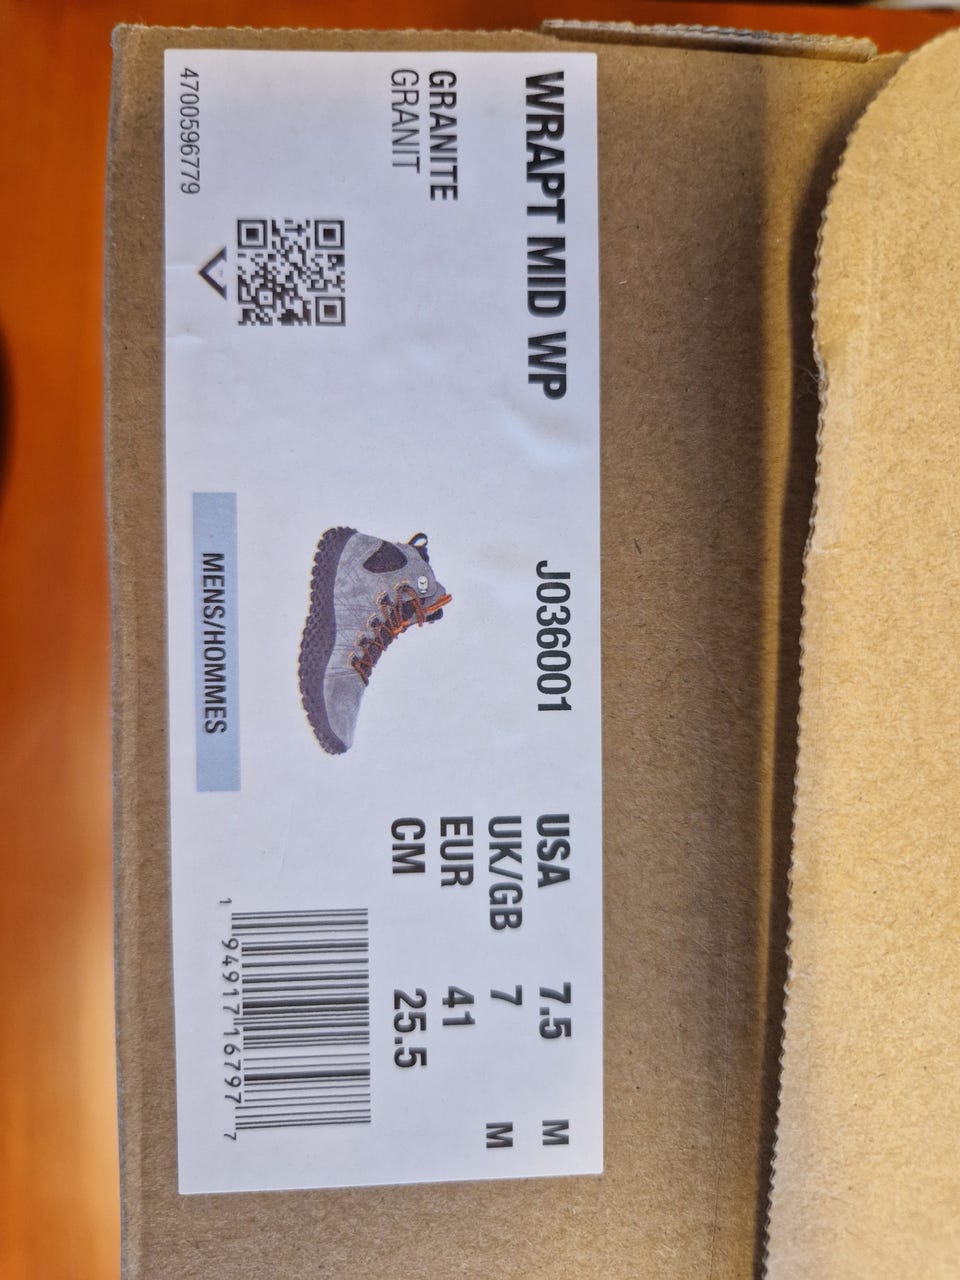 WRAPT MID WP
J036001
GRANITE
GRANIT
USA 7.5 M
UK/GB 7 M
EUR 41
CM 25.5
4700596779
MENS/HOMMES
1 94917 16797 7